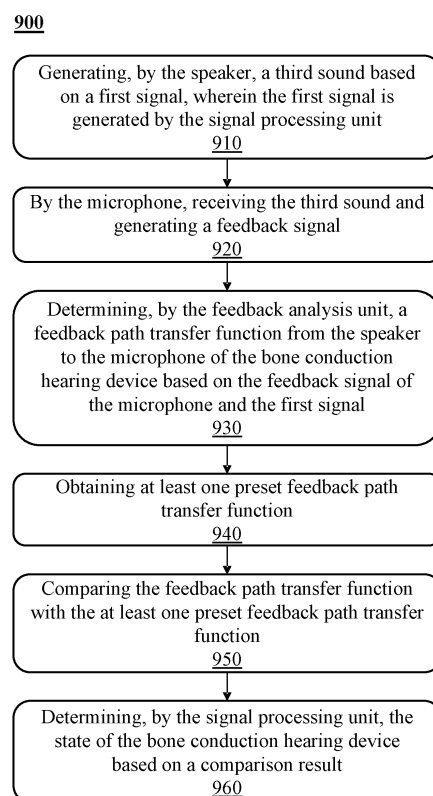 900
Generating, by the speaker, a third sound based
on a first signal, wherein the first signal is
generated by the signal processing unit
910
By the microphone, receiving the third sound and
generating a feedback signal
920
Determining, by the feedback analysis unit, a
feedback path transfer function from the speaker
to the microphone of the bone conduction
hearing device based on the feedback signal of
the microphone and the first signal
930
Obtaining at least one preset feedback path
transfer function
940
Comparing the feedback path transfer function
with the at least one preset feedback path transfer
function
950
Determining, by the signal processing unit, the
state of the bone conduction hearing device
based on a comparison result
960